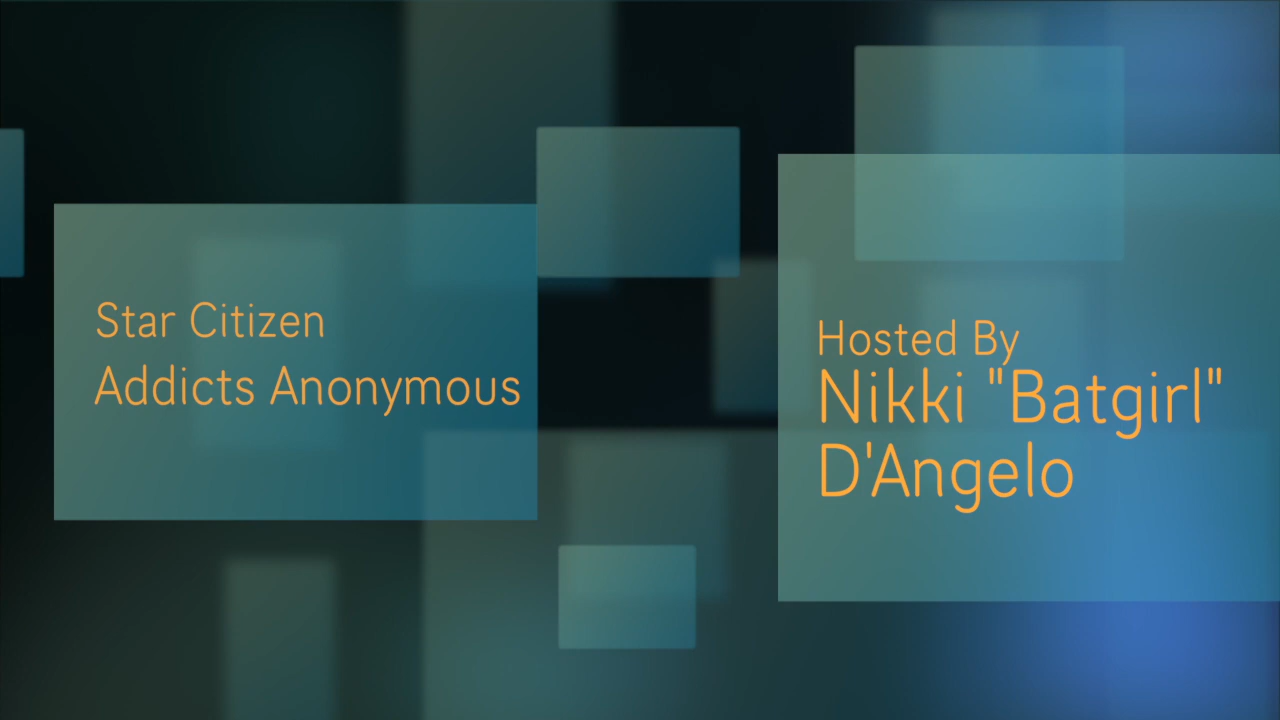 Star Citizen
Addicts Anonymous
Hosted By
Nikki "Batgirl"
D'Angelo